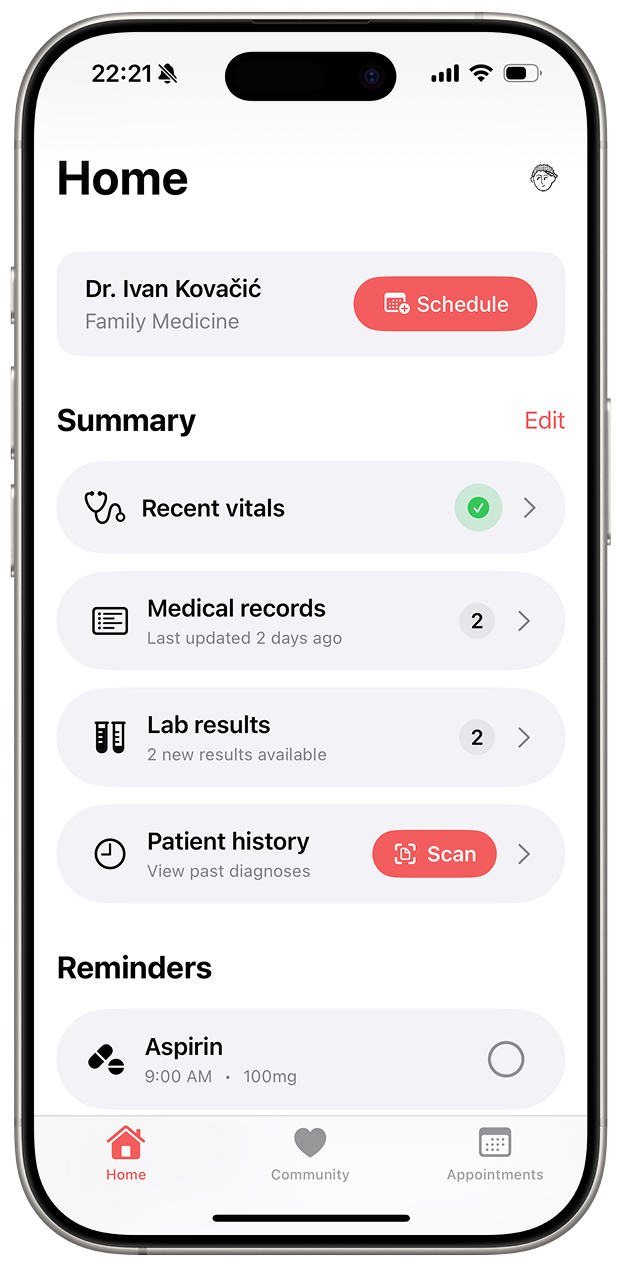 22:21
Home
Dr. Ivan Kovačić
Family Medicine
Schedule
Summary
Edit
Recent vitals
Medical records
Last updated 2 days ago
2
Lab results
2 new results available
2
Patient history
View past diagnoses
Scan
Reminders
Aspirin
9:00 AM • 100mg
Home
Community
Appointments